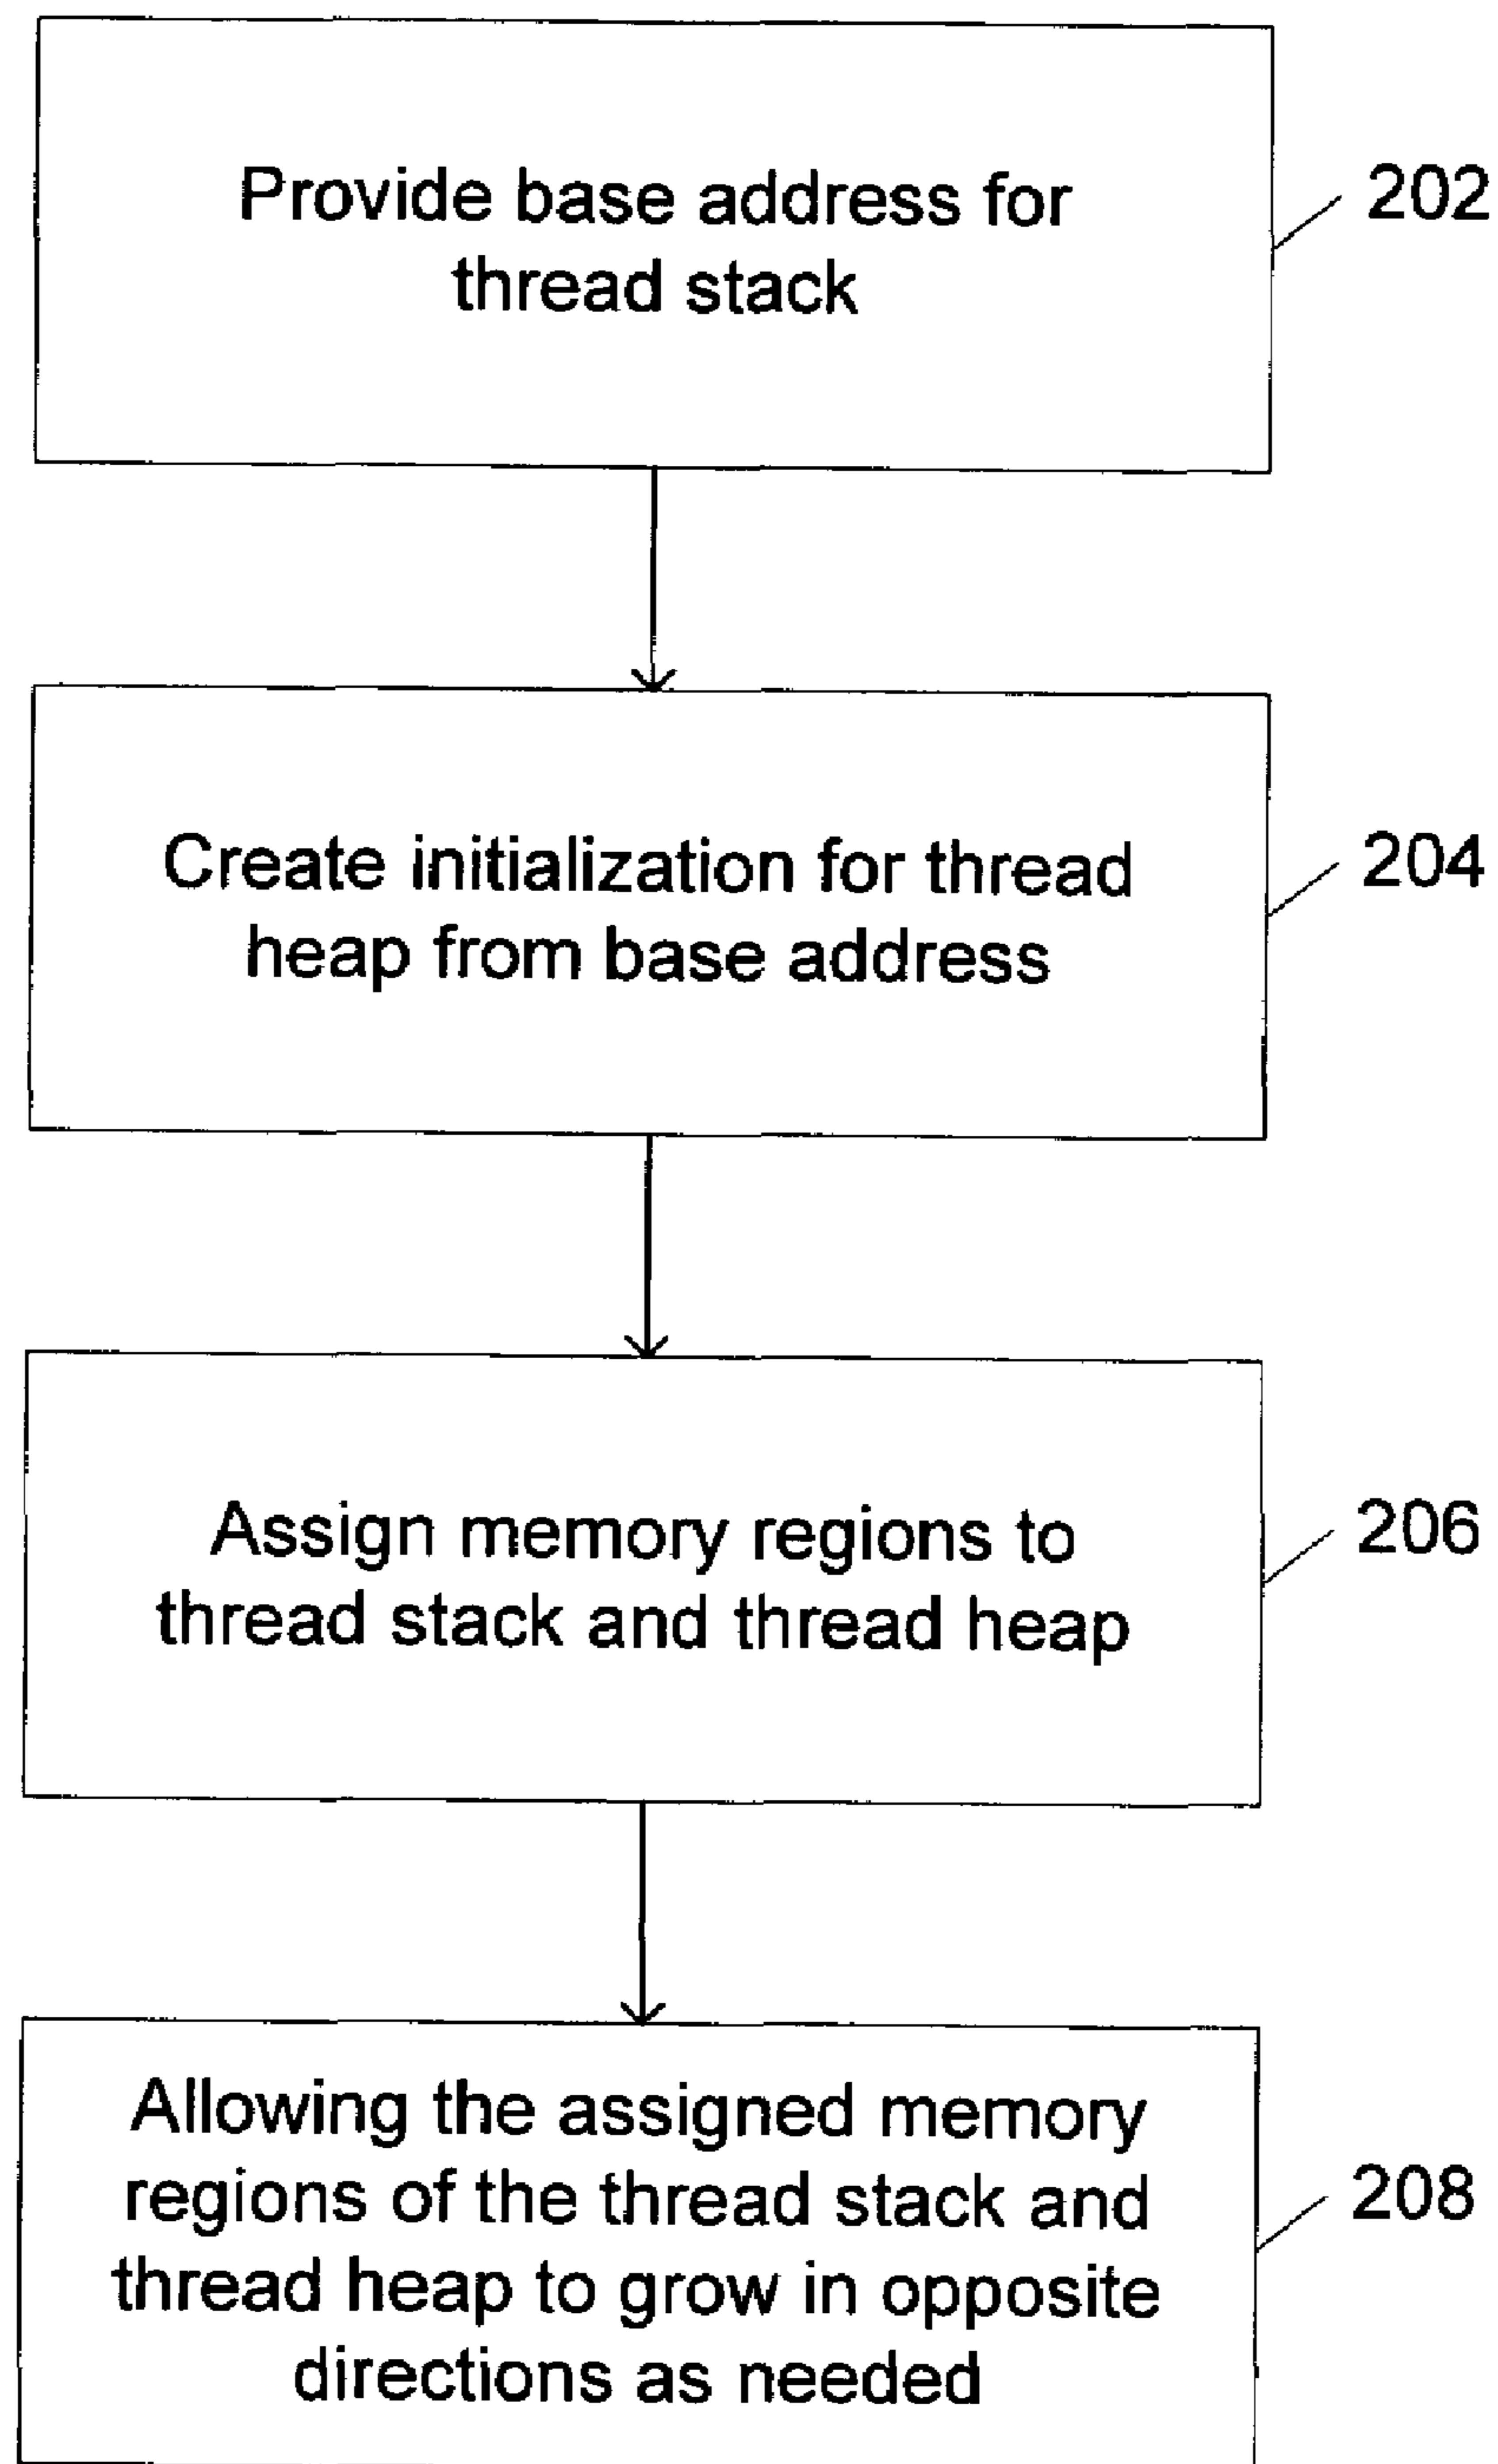 Provide base address for
thread stack
202
Create initialization for thread
heap from base address
204
Assign memory regions to
thread stack and thread heap
206
Allowing the assigned memory
regions of the thread stack and
thread heap to grow in opposite
directions as needed
208